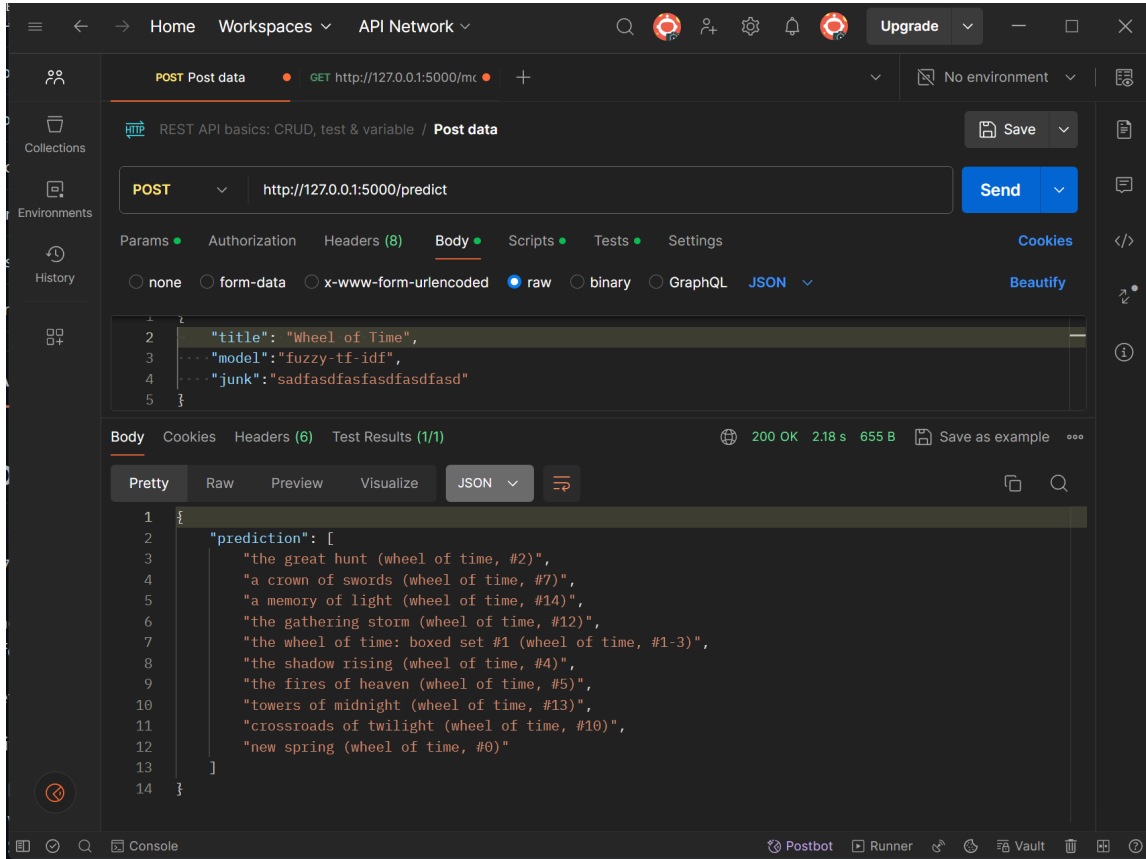 Home Workspaces API Network Upgrade
POST Post data GET http://127.0.0.1:5000/mc No environment
HTTP REST API basics: CRUD, test & variable / Post data Save
Collections
POST http://127.0.0.1:5000/predict Send
Environments
Params Authorization Headers (8) Body Scripts Tests Settings Cookies
History
none form-data x-www-form-urlencoded raw binary GraphQL JSON Beautify
1 {
2 "title": "Wheel of Time",
3 "model":"fuzzy-tf-idf",
4 "junk":"sadfasdfasfasdfasdfasd"
5 }
Body Cookies Headers (6) Test Results (1/1) 200 OK 2.18 s 655 B Save as example
Pretty Raw Preview Visualize JSON
1 {
2 "prediction": [
3 "the great hunt (wheel of time, #2)",
4 "a crown of swords (wheel of time, #7)",
5 "a memory of light (wheel of time, #14)",
6 "the gathering storm (wheel of time, #12)",
7 "the wheel of time: boxed set #1 (wheel of time, #1-3)",
8 "the shadow rising (wheel of time, #4)",
9 "the fires of heaven (wheel of time, #5)",
10 "towers of midnight (wheel of time, #13)",
11 "crossroads of twilight (wheel of time, #10)",
12 "new spring (wheel of time, #0)"
13 ]
14 }
Console Postbot Runner Vault